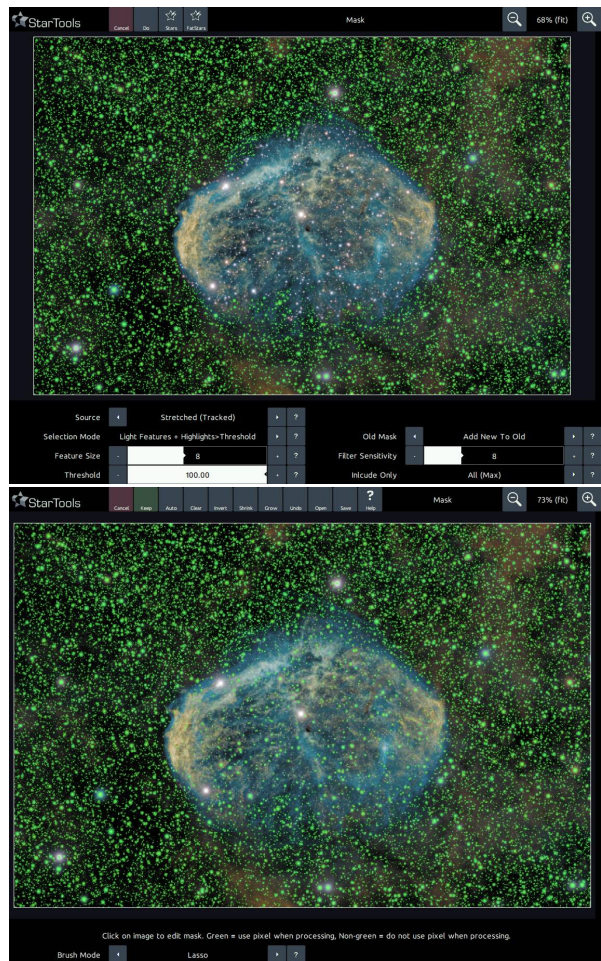 StarTools
Cancel Do Stars FatStars
Mask
68% (fit)
Source Stretched (Tracked) ?
Selection Mode Light Features + Highlights>Threshold ? Old Mask Add New To Old ?
Feature Size - 8 + ? Filter Sensitivity - 8 + ?
Threshold - 100.00 + ? Inlcude Only All (Max) ?
StarTools
Cancel Keep Auto Clear Invert Shrink Grow Undo Open Save ? Help
Mask
73% (fit)
Click on image to edit mask. Green = use pixel when processing, Non-green = do not use pixel when processing.
Brush Mode Lasso ?